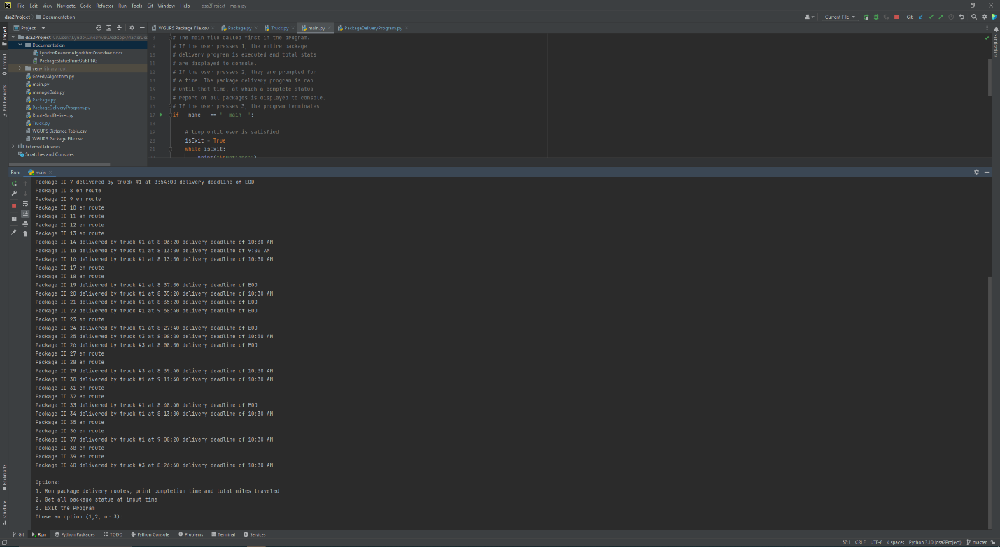 File Edit View Navigate Code Refactor Run Tools Git Window Help dsa2Project - main.py
dsa2Project Documentation Current File Git:
Project WGUPS Package File.csv Package.py Truck.py main.py PackageDeliveryProgram.py
dsa2Project C:\Users\Lyndo\OneDrive\Desktop\MasterDe
Documentation
LyndonPearsonAlgorithmOverview.docx
PackageStatusPrintOut.PNG
venv library root
GreedyAlgorithm.py
main.py
manageData.py
Package.py
PackageDeliveryProgram.py
RouteAndDeliver.py
Truck.py
WGUPS Distance Table.csv
WGUPS Package File.csv
External Libraries
Scratches and Consoles
Project
Commit
Pull Requests
Bookmarks
Structure
Notifications
8 # The main file called first in the program.
9 # If the user presses 1, the entire package
10 # delivery program is executed and total stats
11 # are displayed to console.
12 # If the user presses 2, they are prompted for
13 # a time. The package delivery program is ran
14 # until that time, at which a complete status
15 # report of all packages is displayed to console.
16 # If the user presses 3, the program terminates
17 if __name__ == '__main__':
18
19 # loop until user is satisfied
20 isExit = True
21 while isExit:
22 print("\nOptions:")
Run: main
Package ID 7 delivered by truck #1 at 8:54:00 delivery deadline of EOD
Package ID 8 en route
Package ID 9 en route
Package ID 10 en route
Package ID 11 en route
Package ID 12 en route
Package ID 13 en route
Package ID 14 delivered by truck #1 at 8:06:20 delivery deadline of 10:30 AM
Package ID 15 delivered by truck #1 at 8:13:00 delivery deadline of 9:00 AM
Package ID 16 delivered by truck #1 at 8:13:00 delivery deadline of 10:30 AM
Package ID 17 en route
Package ID 18 en route
Package ID 19 delivered by truck #1 at 8:37:00 delivery deadline of EOD
Package ID 20 delivered by truck #1 at 8:35:20 delivery deadline of 10:30 AM
Package ID 21 delivered by truck #1 at 8:35:20 delivery deadline of EOD
Package ID 22 delivered by truck #1 at 9:58:40 delivery deadline of EOD
Package ID 23 en route
Package ID 24 delivered by truck #1 at 8:27:40 delivery deadline of EOD
Package ID 25 delivered by truck #3 at 8:08:00 delivery deadline of 10:30 AM
Package ID 26 delivered by truck #3 at 8:08:00 delivery deadline of EOD
Package ID 27 en route
Package ID 28 en route
Package ID 29 delivered by truck #3 at 8:39:40 delivery deadline of 10:30 AM
Package ID 30 delivered by truck #1 at 9:11:40 delivery deadline of 10:30 AM
Package ID 31 en route
Package ID 32 en route
Package ID 33 delivered by truck #1 at 8:48:40 delivery deadline of EOD
Package ID 34 delivered by truck #1 at 8:13:00 delivery deadline of 10:30 AM
Package ID 35 en route
Package ID 36 en route
Package ID 37 delivered by truck #1 at 9:08:20 delivery deadline of 10:30 AM
Package ID 38 en route
Package ID 39 en route
Package ID 40 delivered by truck #3 at 8:26:40 delivery deadline of 10:30 AM
Options:
1. Run package delivery routes, print completion time and total miles traveled
2. Get all package status at input time
3. Exit the Program
Chose an option (1,2, or 3):
Git Run Python Packages TODO Python Console Problems Terminal Services
57:1 CRLF UTF-8 4 spaces Python 3.10 (dsa2Project) master